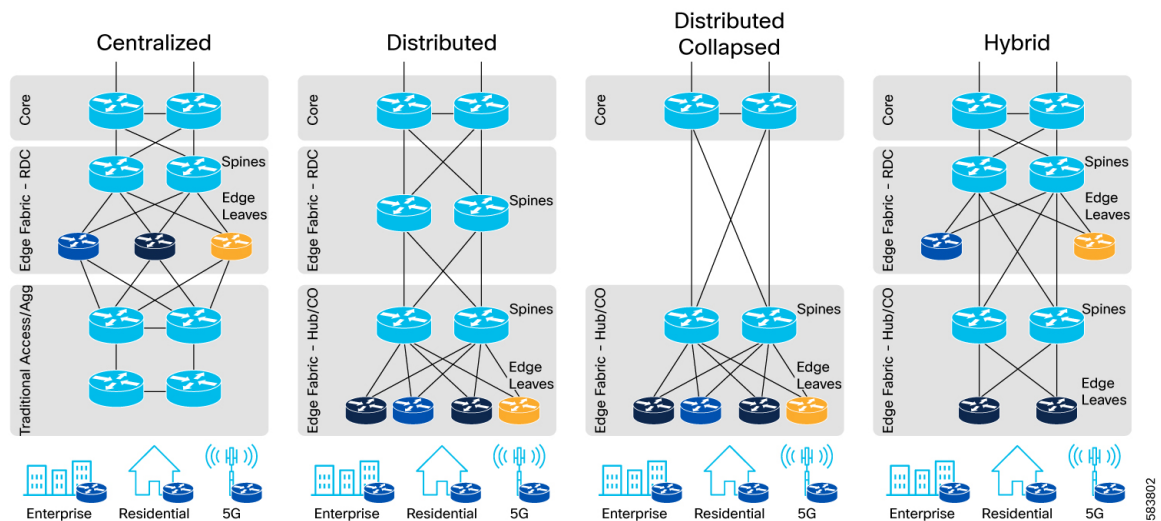 Centralized
Core
Edge Fabric - RDC
Spines
Edge
Leaves
Traditional Access/Agg
Enterprise
Residential
5G
Distributed
Core
Edge Fabric - RDC
Spines
Edge Fabric - Hub/CO
Spines
Edge
Leaves
Enterprise
Residential
5G
Distributed
Collapsed
Core
Edge Fabric - Hub/CO
Spines
Edge
Leaves
Enterprise
Residential
5G
Hybrid
Core
Edge Fabric - RDC
Spines
Edge
Leaves
Edge Fabric - Hub/CO
Spines
Edge
Leaves
Enterprise
Residential
5G
583802